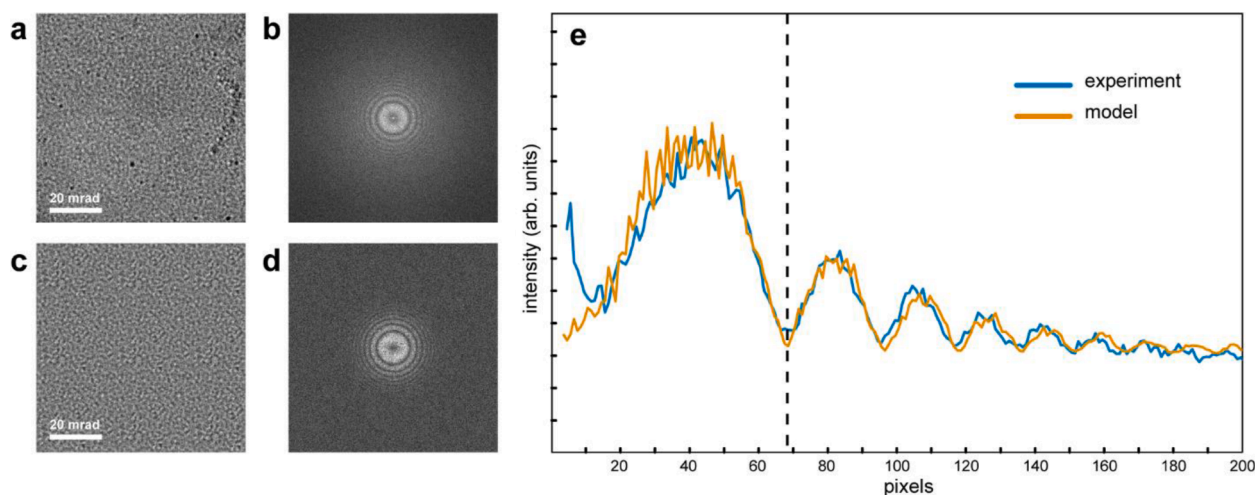 a
20 mrad
b
c
20 mrad
d
e
experiment
model
intensity (arb. units)
20 40 60 80 100 120 140 160 180 200
pixels